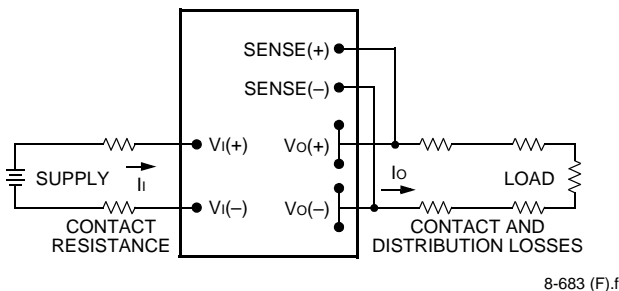 SENSE(+)
SENSE(–)
VI(+)
VO(+)
SUPPLY
II
IO
LOAD
VI(–)
VO(–)
CONTACT
RESISTANCE
CONTACT AND
DISTRIBUTION LOSSES
8-683 (F).f